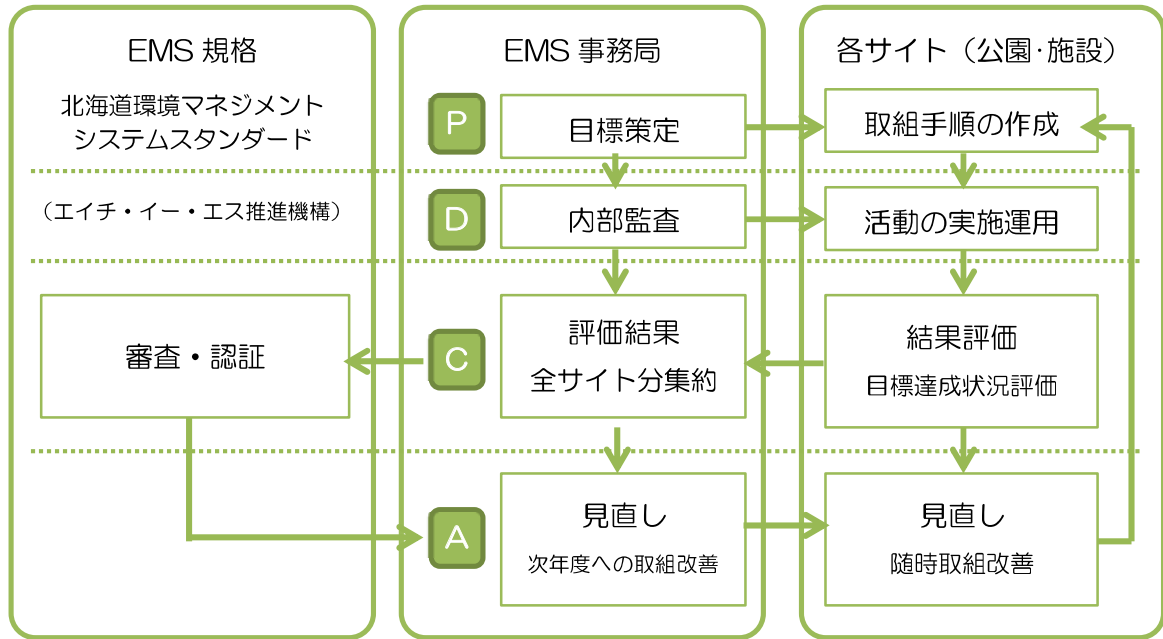 EMS 規格
北海道環境マネジメント
システムスタンダード
（エイチ・イー・エス推進機構）
審査・認証
EMS 事務局
P
目標策定
D
内部監査
C
評価結果
全サイト分集約
A
見直し
次年度への取組改善
各サイト（公園･施設）
取組手順の作成
活動の実施運用
結果評価
目標達成状況評価
見直し
随時取組改善